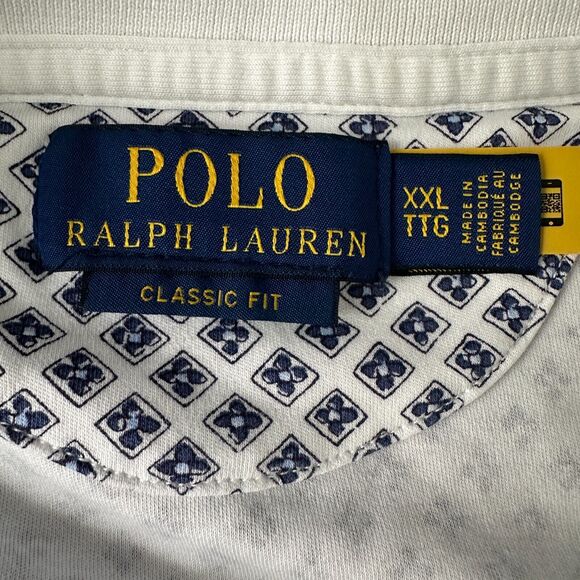 POLO
RALPH LAUREN
CLASSIC FIT
XXL
TTG
MADE IN
CAMBODIA
FABRIQUÉ AU
CAMBODGE